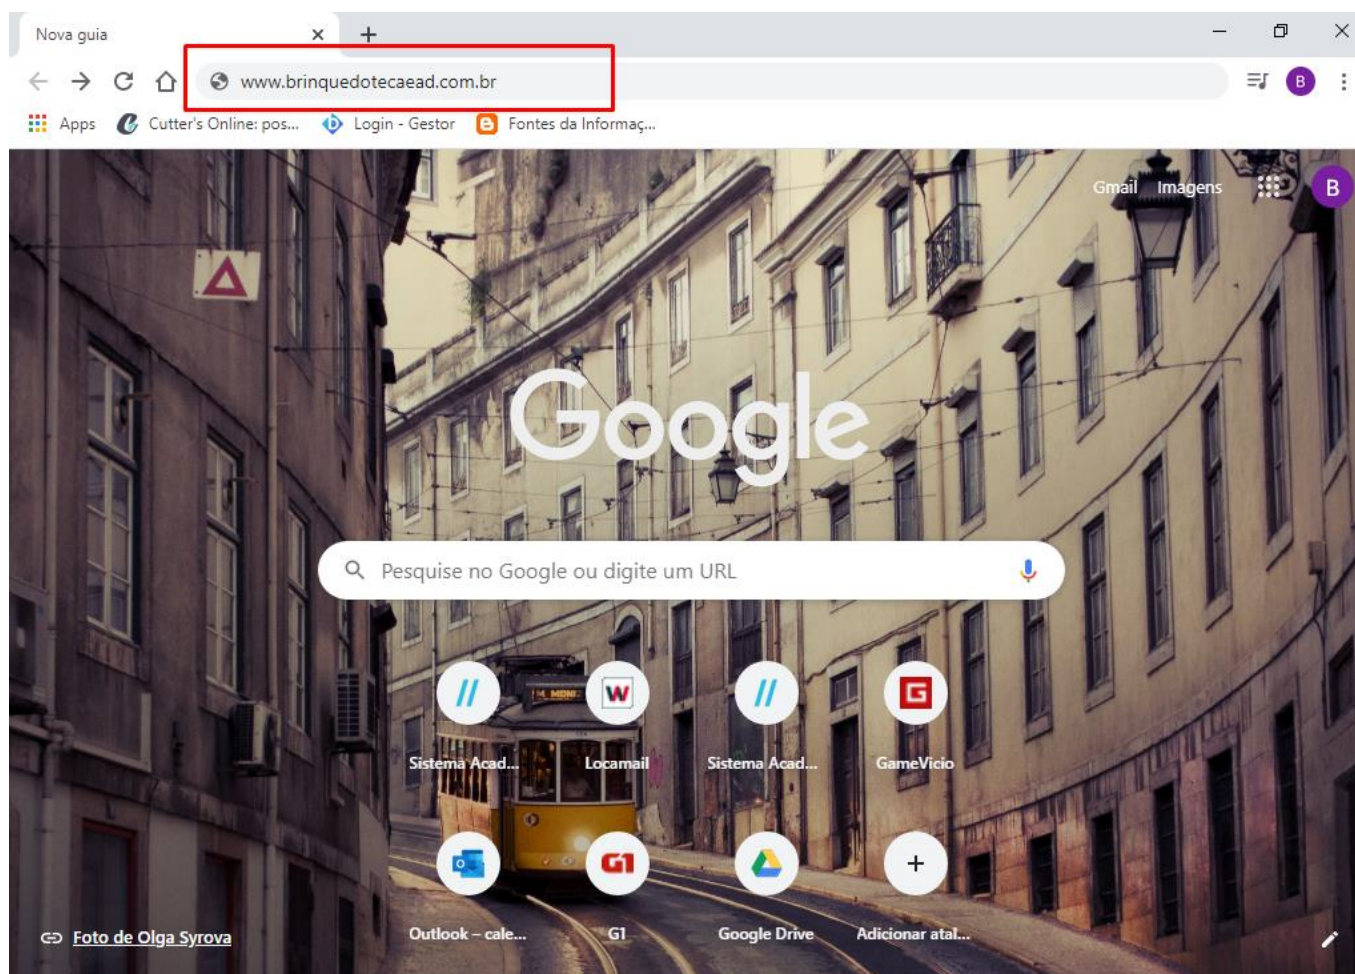 Nova guia
www.brinquedotecaead.com.br
B
Apps Cutter's Online: pos... Login - Gestor Fontes da Informaç...
Gmail Imagens B
Google
Pesquise no Google ou digite um URL
M. MONIZ
Sistema Acad... Locamail Sistema Acad... GameVicio
G1
Outlook – cale... G1 Google Drive Adicionar atal...
Foto de Olga Syrova